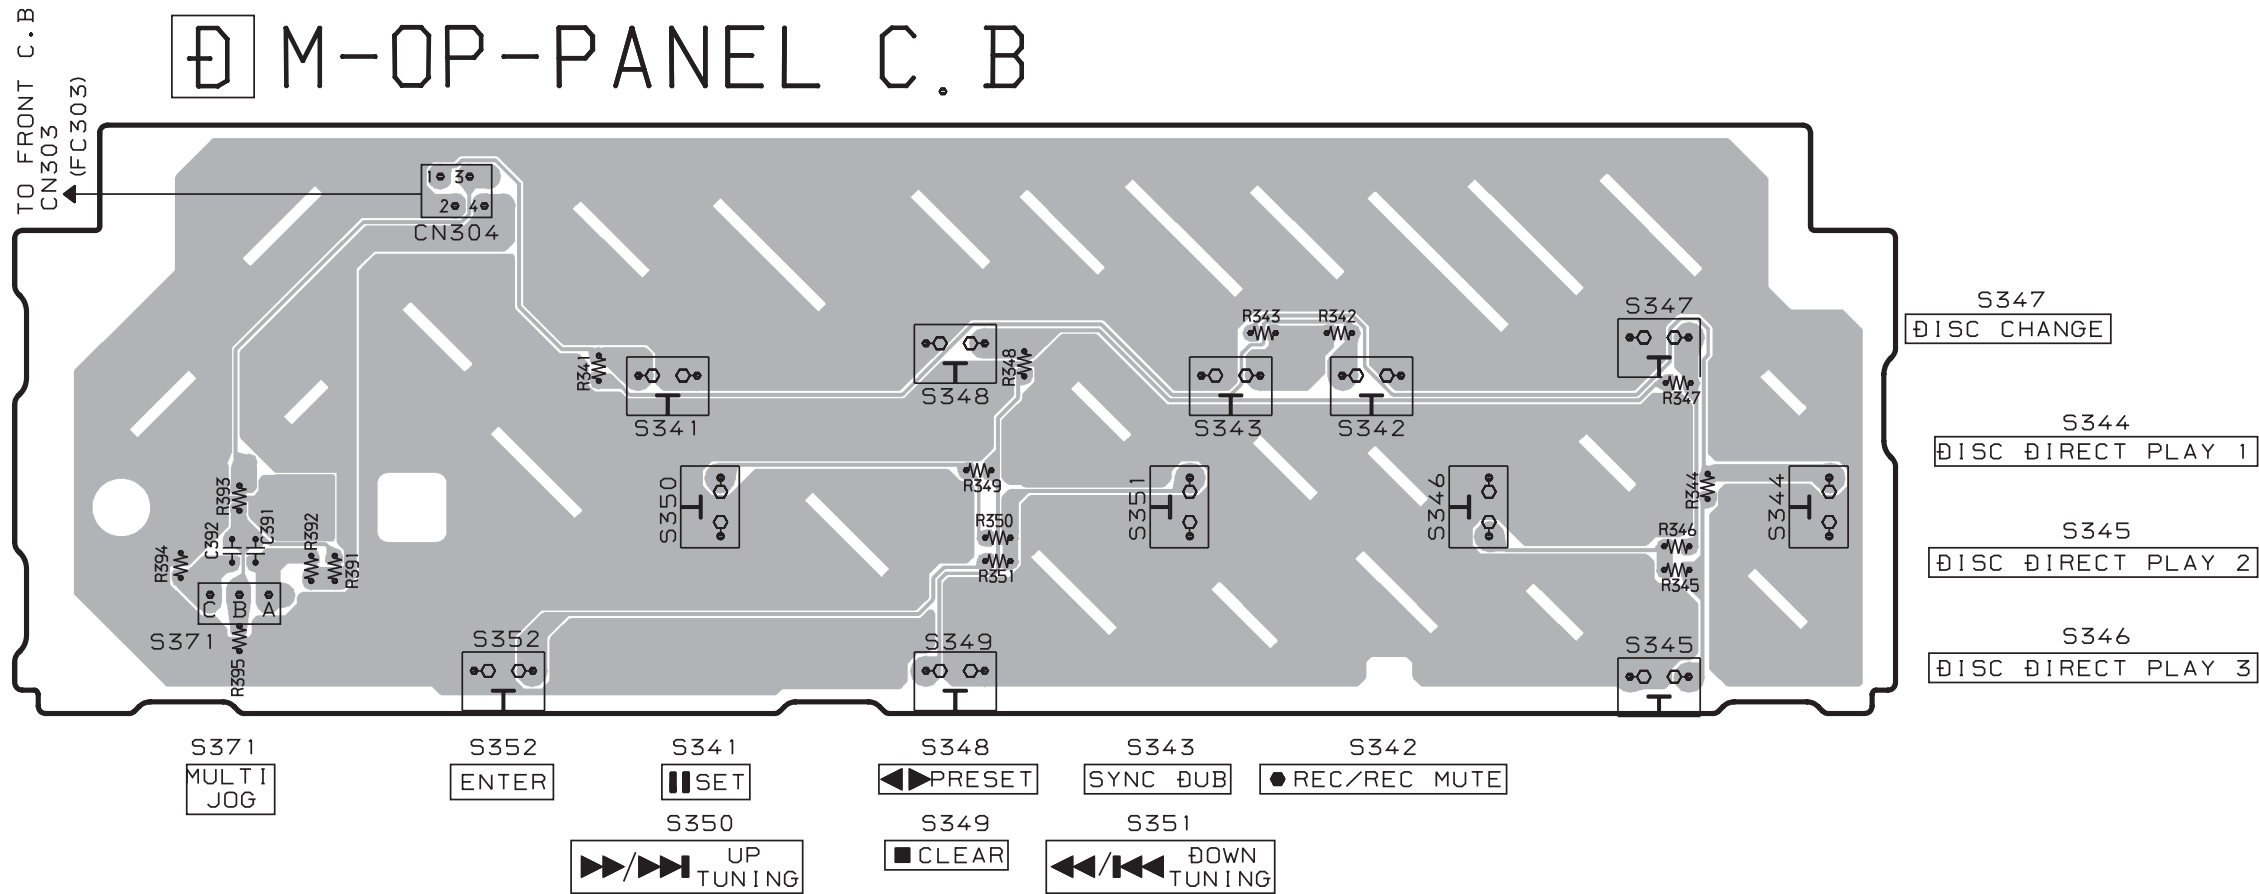 D M-OP-PANEL C.B
TO FRONT C.B
CN303
(FC303)
1 3
2 4
CN304
S347
R343 R342
S347
DISC CHANGE
R341
R348
R347
S348
S341
S343
S342
S344
DISC DIRECT PLAY 1
R393
S350
R349
S351
S346
R344
S344
C392
C391
R392
R350
R346
R394
R391
R351
R345
S345
DISC DIRECT PLAY 2
C B A
S371
R395
S352
S349
S345
S346
DISC DIRECT PLAY 3
S371
MULTI
JOG
S352
ENTER
S341
▮▮SET
S348
◀▶PRESET
S343
SYNC DUB
S342
● REC/REC MUTE
S350
▶▶/▶▶▮ UP
TUNING
S349
■ CLEAR
S351
◀◀/▮◀◀ DOWN
TUNING